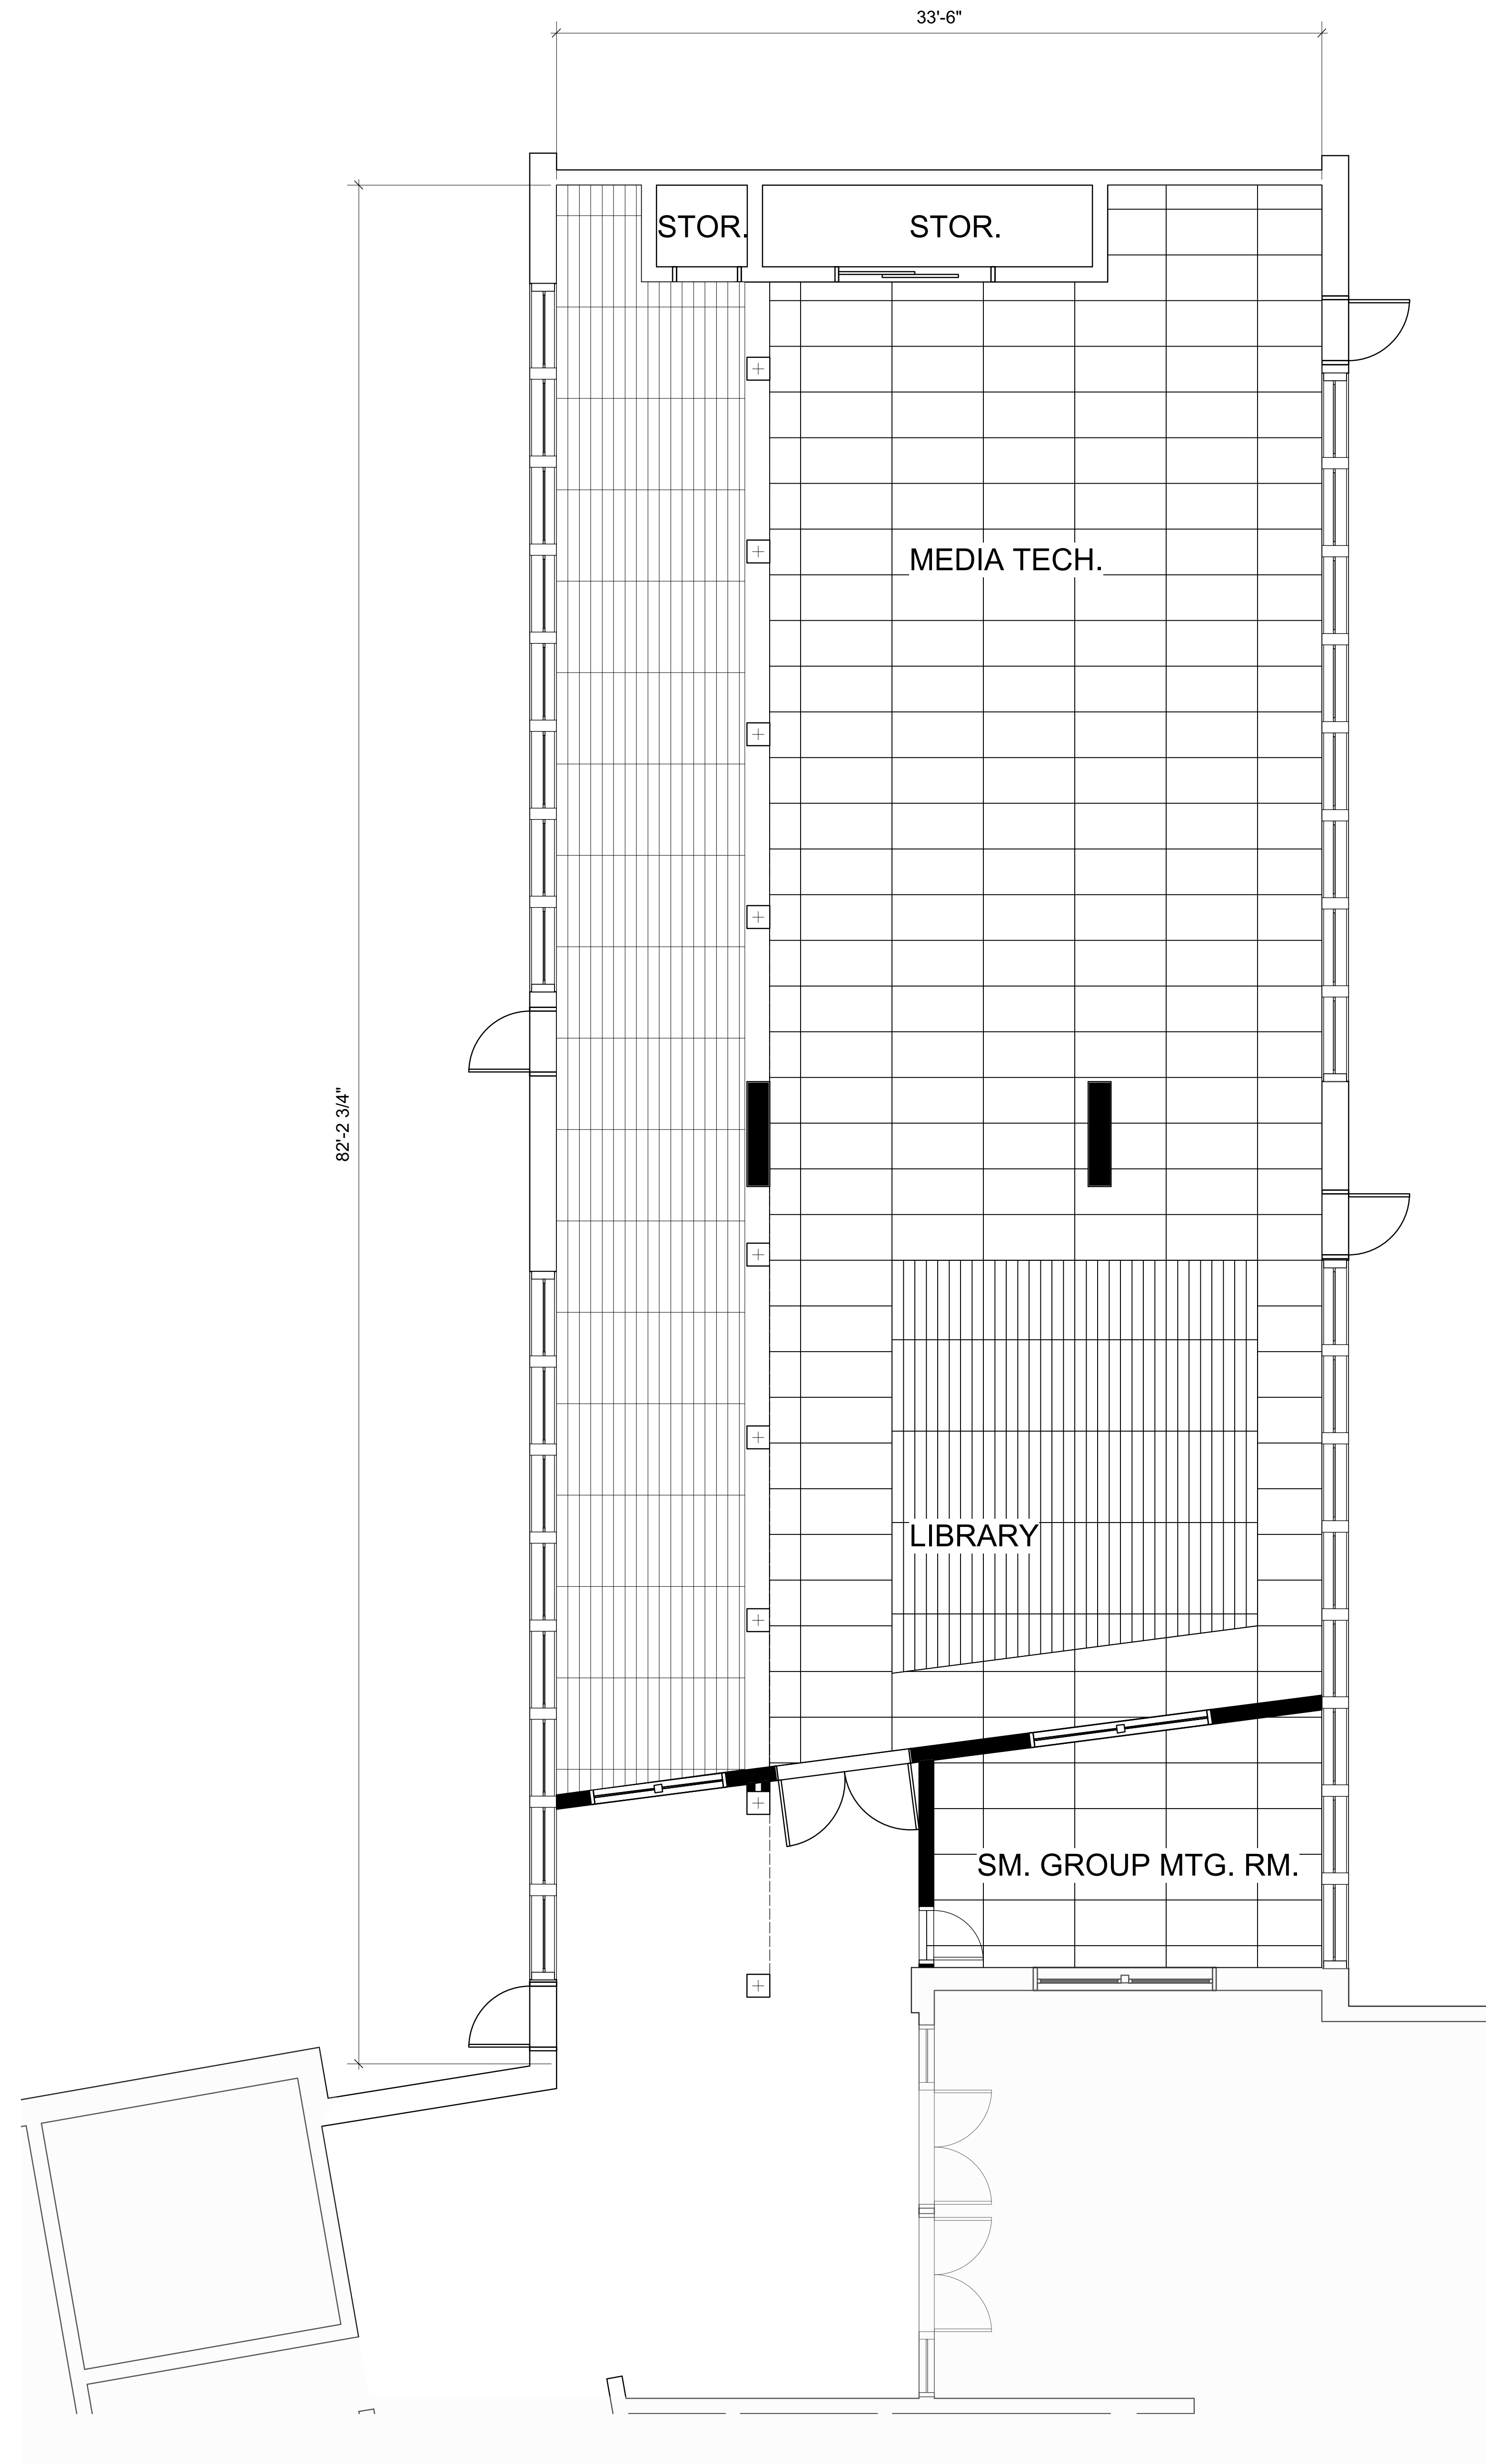 33'-6"
STOR.
STOR.
MEDIA TECH.
82'-2 3/4"
LIBRARY
SM. GROUP MTG. RM.